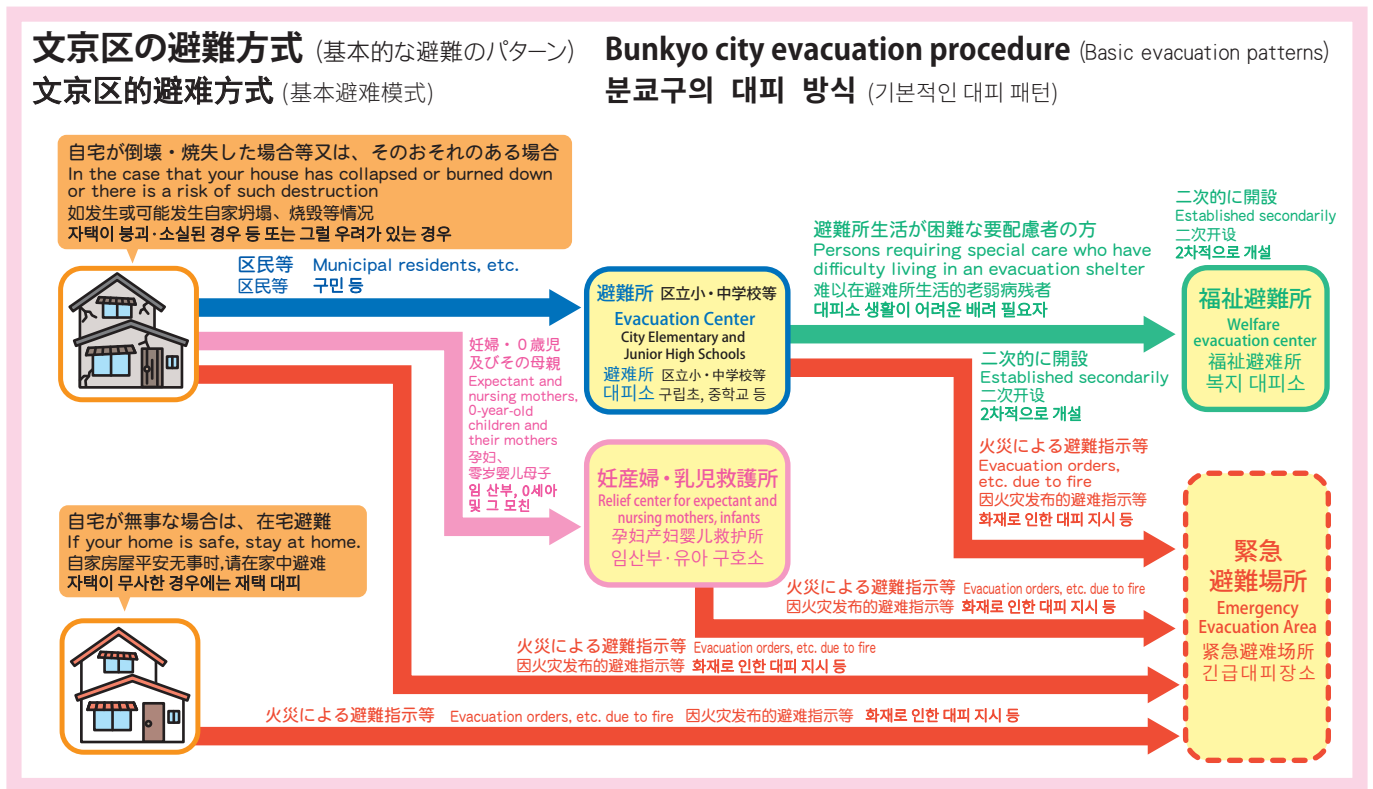 文京区の避難方式 (基本的な避難のパターン)
文京区的避难方式 (基本避难模式)
Bunkyo city evacuation procedure (Basic evacuation patterns)
분쿄구의 대피 방식 (기본적인 대피 패턴)
自宅が倒壊・焼失した場合等又は、そのおそれのある場合
In the case that your house has collapsed or burned down
or there is a risk of such destruction
如发生或可能发生自家坍塌、烧毁等情况
자택이 붕괴·소실된 경우 등 또는 그럴 우려가 있는 경우
区民等 Municipal residents, etc.
区民等 구민 등
避難所 区立小・中学校等
Evacuation Center
City Elementary and
Junior High Schools
避难所 区立小・中学校等
대피소 구립초, 중학교 등
避難所生活が困難な要配慮者の方
Persons requiring special care who have
difficulty living in an evacuation shelter
难以在避难所生活的老弱病残者
대피소 생활이 어려운 배려 필요자
二次的に開設
Established secondarily
二次开设
2차적으로 개설
福祉避難所
Welfare
evacuation center
福祉避难所
복지 대피소
二次的に開設
Established secondarily
二次开设
2차적으로 개설
妊婦・０歳児
及びその母親
Expectant and
nursing mothers,
0-year-old
children and
their mothers
孕妇、
零岁婴儿母子
임 산부, 0세아
및 그 모친
妊産婦・乳児救護所
Relief center for expectant and
nursing mothers, infants
孕妇产妇婴儿救护所
임산부·유아 구호소
火災による避難指示等
Evacuation orders,
etc. due to fire
因火灾发布的避难指示等
화재로 인한 대피 지시 등
自宅が無事な場合は、在宅避難
If your home is safe, stay at home.
自家房屋平安无事时,请在家中避难
자택이 무사한 경우에는 재택 대피
火災による避難指示等 Evacuation orders, etc. due to fire
因火灾发布的避难指示等 화재로 인한 대피 지시 등
火災による避難指示等 Evacuation orders, etc. due to fire
因火灾发布的避难指示等 화재로 인한 대피 지시 등
火災による避難指示等 Evacuation orders, etc. due to fire 因火灾发布的避难指示等 화재로 인한 대피 지시 등
緊急
避難場所
Emergency
Evacuation Area
紧急避难场所
긴급대피장소